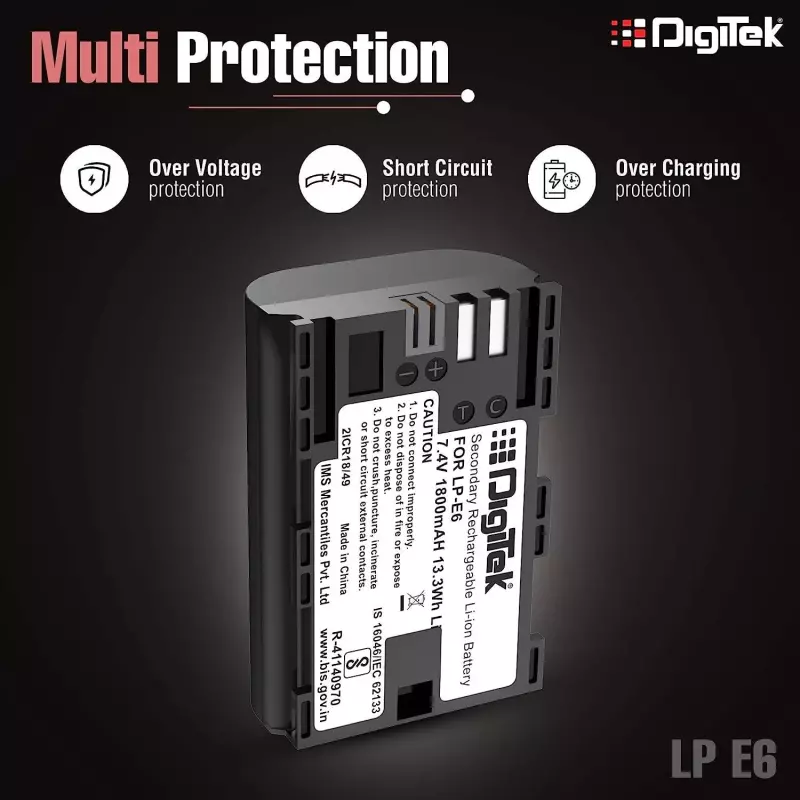 Multi Protection
DIGITEK
Over Voltage
protection
Short Circuit
protection
Over Charging
protection
DIGITEK
Secondary Rechargeable Li-ion Battery
FOR LP-E6
7.4V 1800mAH 13.3Wh
CAUTION
1. Do not connect improperly.
2. Do not dispose of in fire or expose
to excess heat.
3. Do not crush,puncture, incinerate
or short circuit external contacts.
2ICR18/49
Made in China
IMS Mercantiles Pvt. Ltd
IS 16046/IEC 62133
R-41140970
www.bis.gov.in
- +
T
LP E6